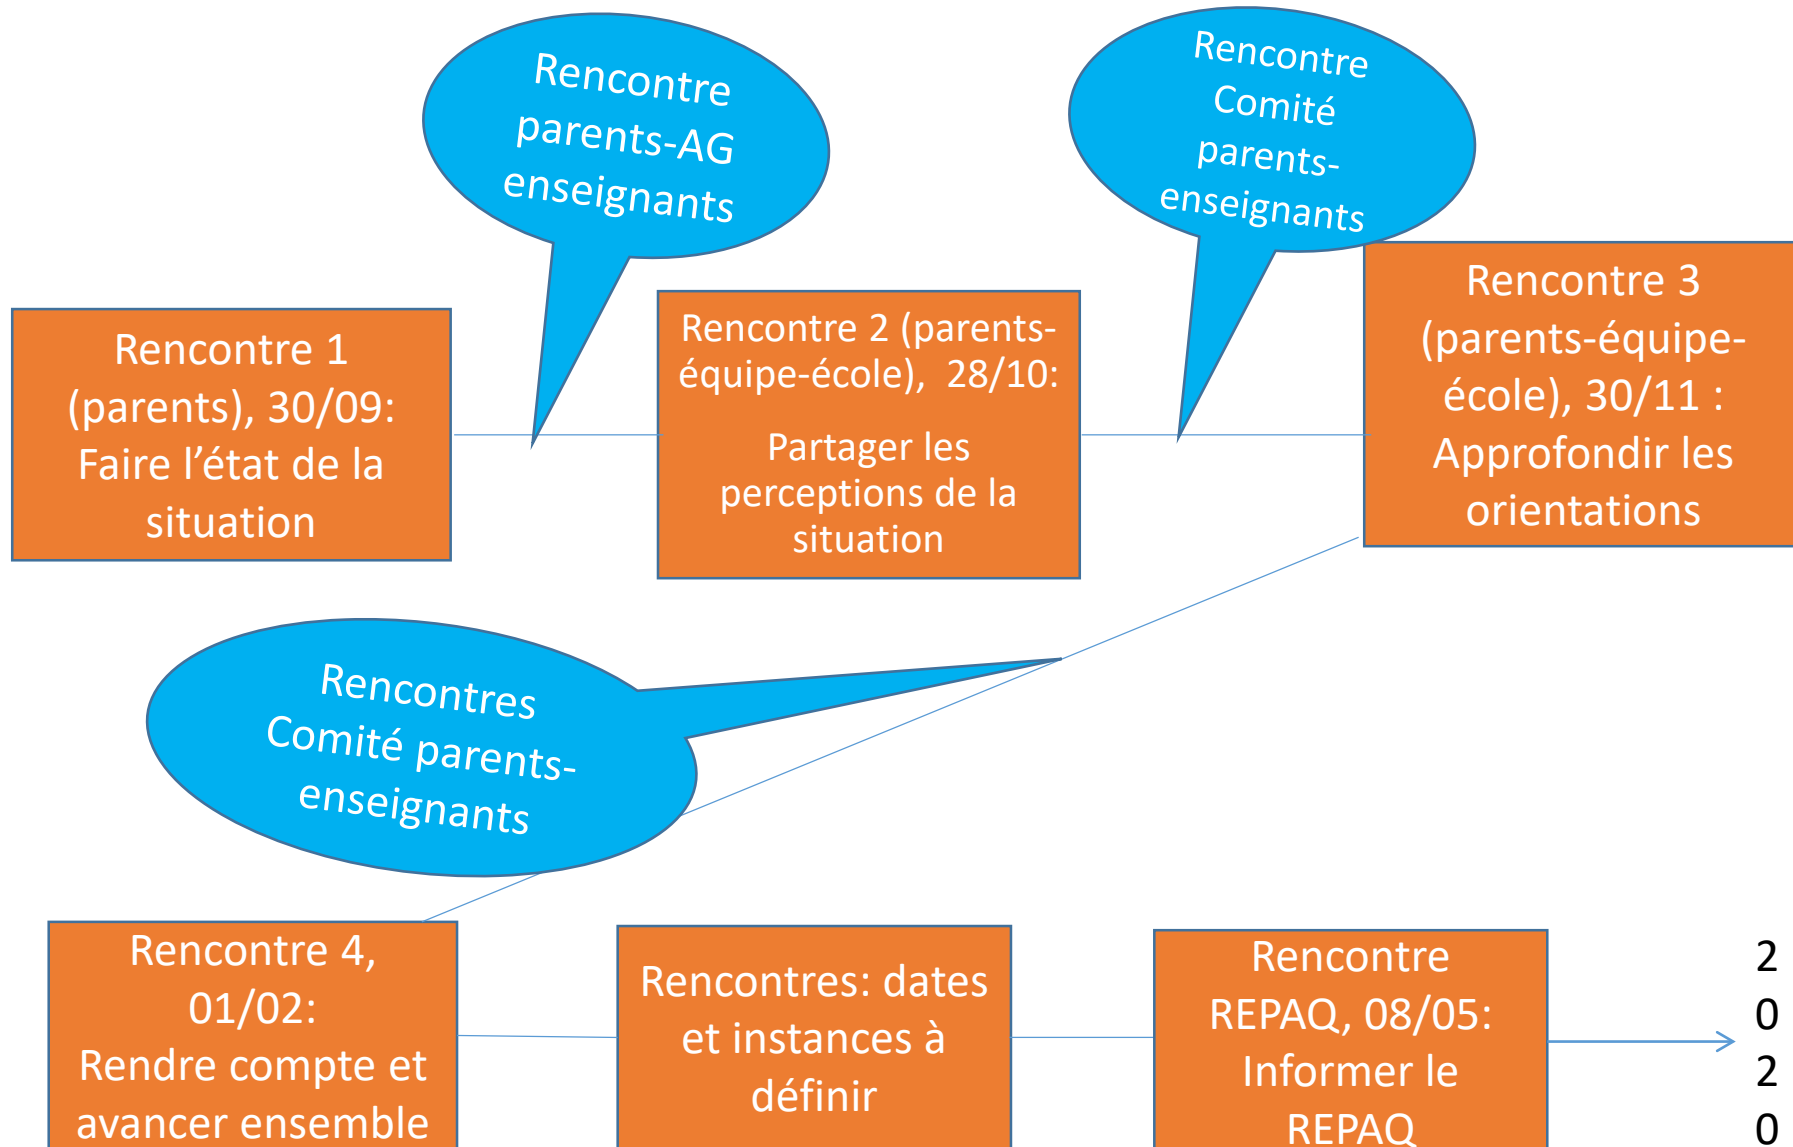 Rencontre
parents-AG
enseignants
Rencontre
Comité
parents-
enseignants
Rencontre 1
(parents), 30/09:
Faire l’état de la
situation
Rencontre 2 (parents-
équipe-école),  28/10:
Partager les
perceptions de la
situation
Rencontre 3
(parents-équipe-
école), 30/11 :
Approfondir les
orientations
Rencontres
Comité parents-
enseignants
Rencontre 4,
01/02:
Rendre compte et
avancer ensemble
Rencontres: dates
et instances à
définir
Rencontre
REPAQ, 08/05:
Informer le
REPAQ
2
0
2
0